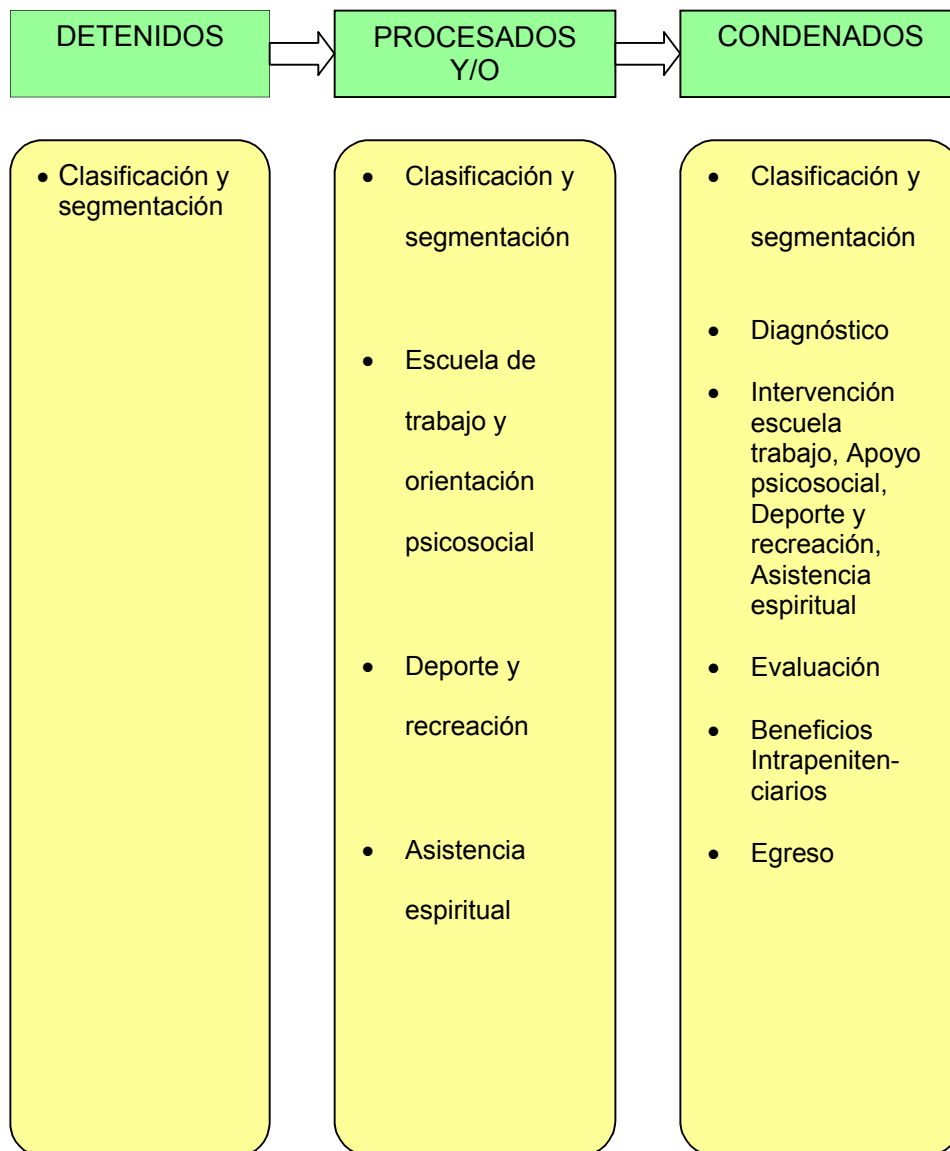 DETENIDOS
PROCESADOS
Y/O
CONDENADOS
• Clasificación y
segmentación
• Clasificación y
segmentación
• Escuela de
trabajo y
orientación
psicosocial
• Deporte y
recreación
• Asistencia
espiritual
• Clasificación y
segmentación
• Diagnóstico
• Intervención
escuela
trabajo, Apoyo
psicosocial,
Deporte y
recreación,
Asistencia
espiritual
• Evaluación
• Beneficios
Intrapeniten-
ciarios
• Egreso